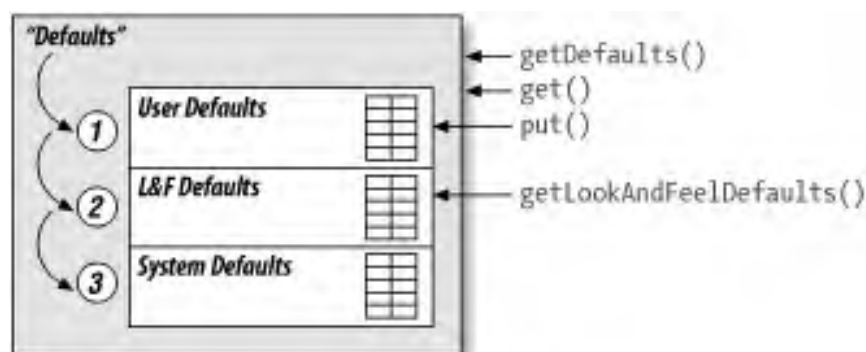 "Defaults"
getDefaults()
get()
1
User Defaults
put()
2
L&F Defaults
getLookAndFeelDefaults()
3
System Defaults